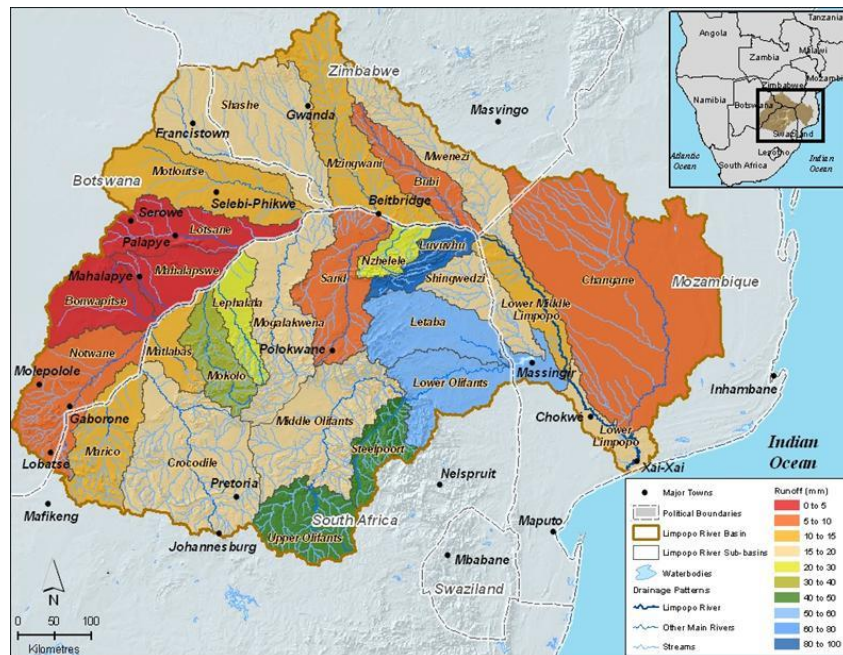 Zimbabwe
Shashe
Gwanda
Masvingo
Francistown
Mzingwani
Mwenezi
Bubi
Botswana
Motloutse
Selebi-Phikwe
Beitbridge
Serowe
Lotsane
Palapye
Luvuvhu
Nzhelele
Mahalapye
Mahalapswe
Sand
Shingwedzi
Changane
Mozambique
Bonwapitse
Lephalala
Mogalakwena
Lower Middle
Limpopo
Letaba
Notwane
Matlabas
Polokwane
Massingir
Molepolole
Mokolo
Lower Olifants
Inhambane
Gaborone
Middle Olifants
Chokwe
Lower
Limpopo
Marico
Steelpoort
Lobatse
Crocodile
Pretoria
Xai-Xai
Indian
Ocean
Nelspruit
Mafikeng
South Africa
Johannesburg
Upper Olifants
Maputo
Mbabane
Swaziland
N
100 50 0 100
Kilometres
Tanzania
Angola
Malawi
Zambia
Mozambi
Zimbabwe
Namibia
Botswana
Swaziland
Lesotho
South Africa
Atlantic
Ocean
Indian
Ocean
Major Towns
Political Boundaries
Limpopo River Basin
Limpopo River Sub-basins
Waterbodies
Drainage Patterns
Limpopo River
Other Main Rivers
Streams
Runoff (mm)
0 to 5
5 to 10
10 to 15
15 to 20
20 to 30
30 to 40
40 to 50
50 to 60
60 to 80
80 to 100